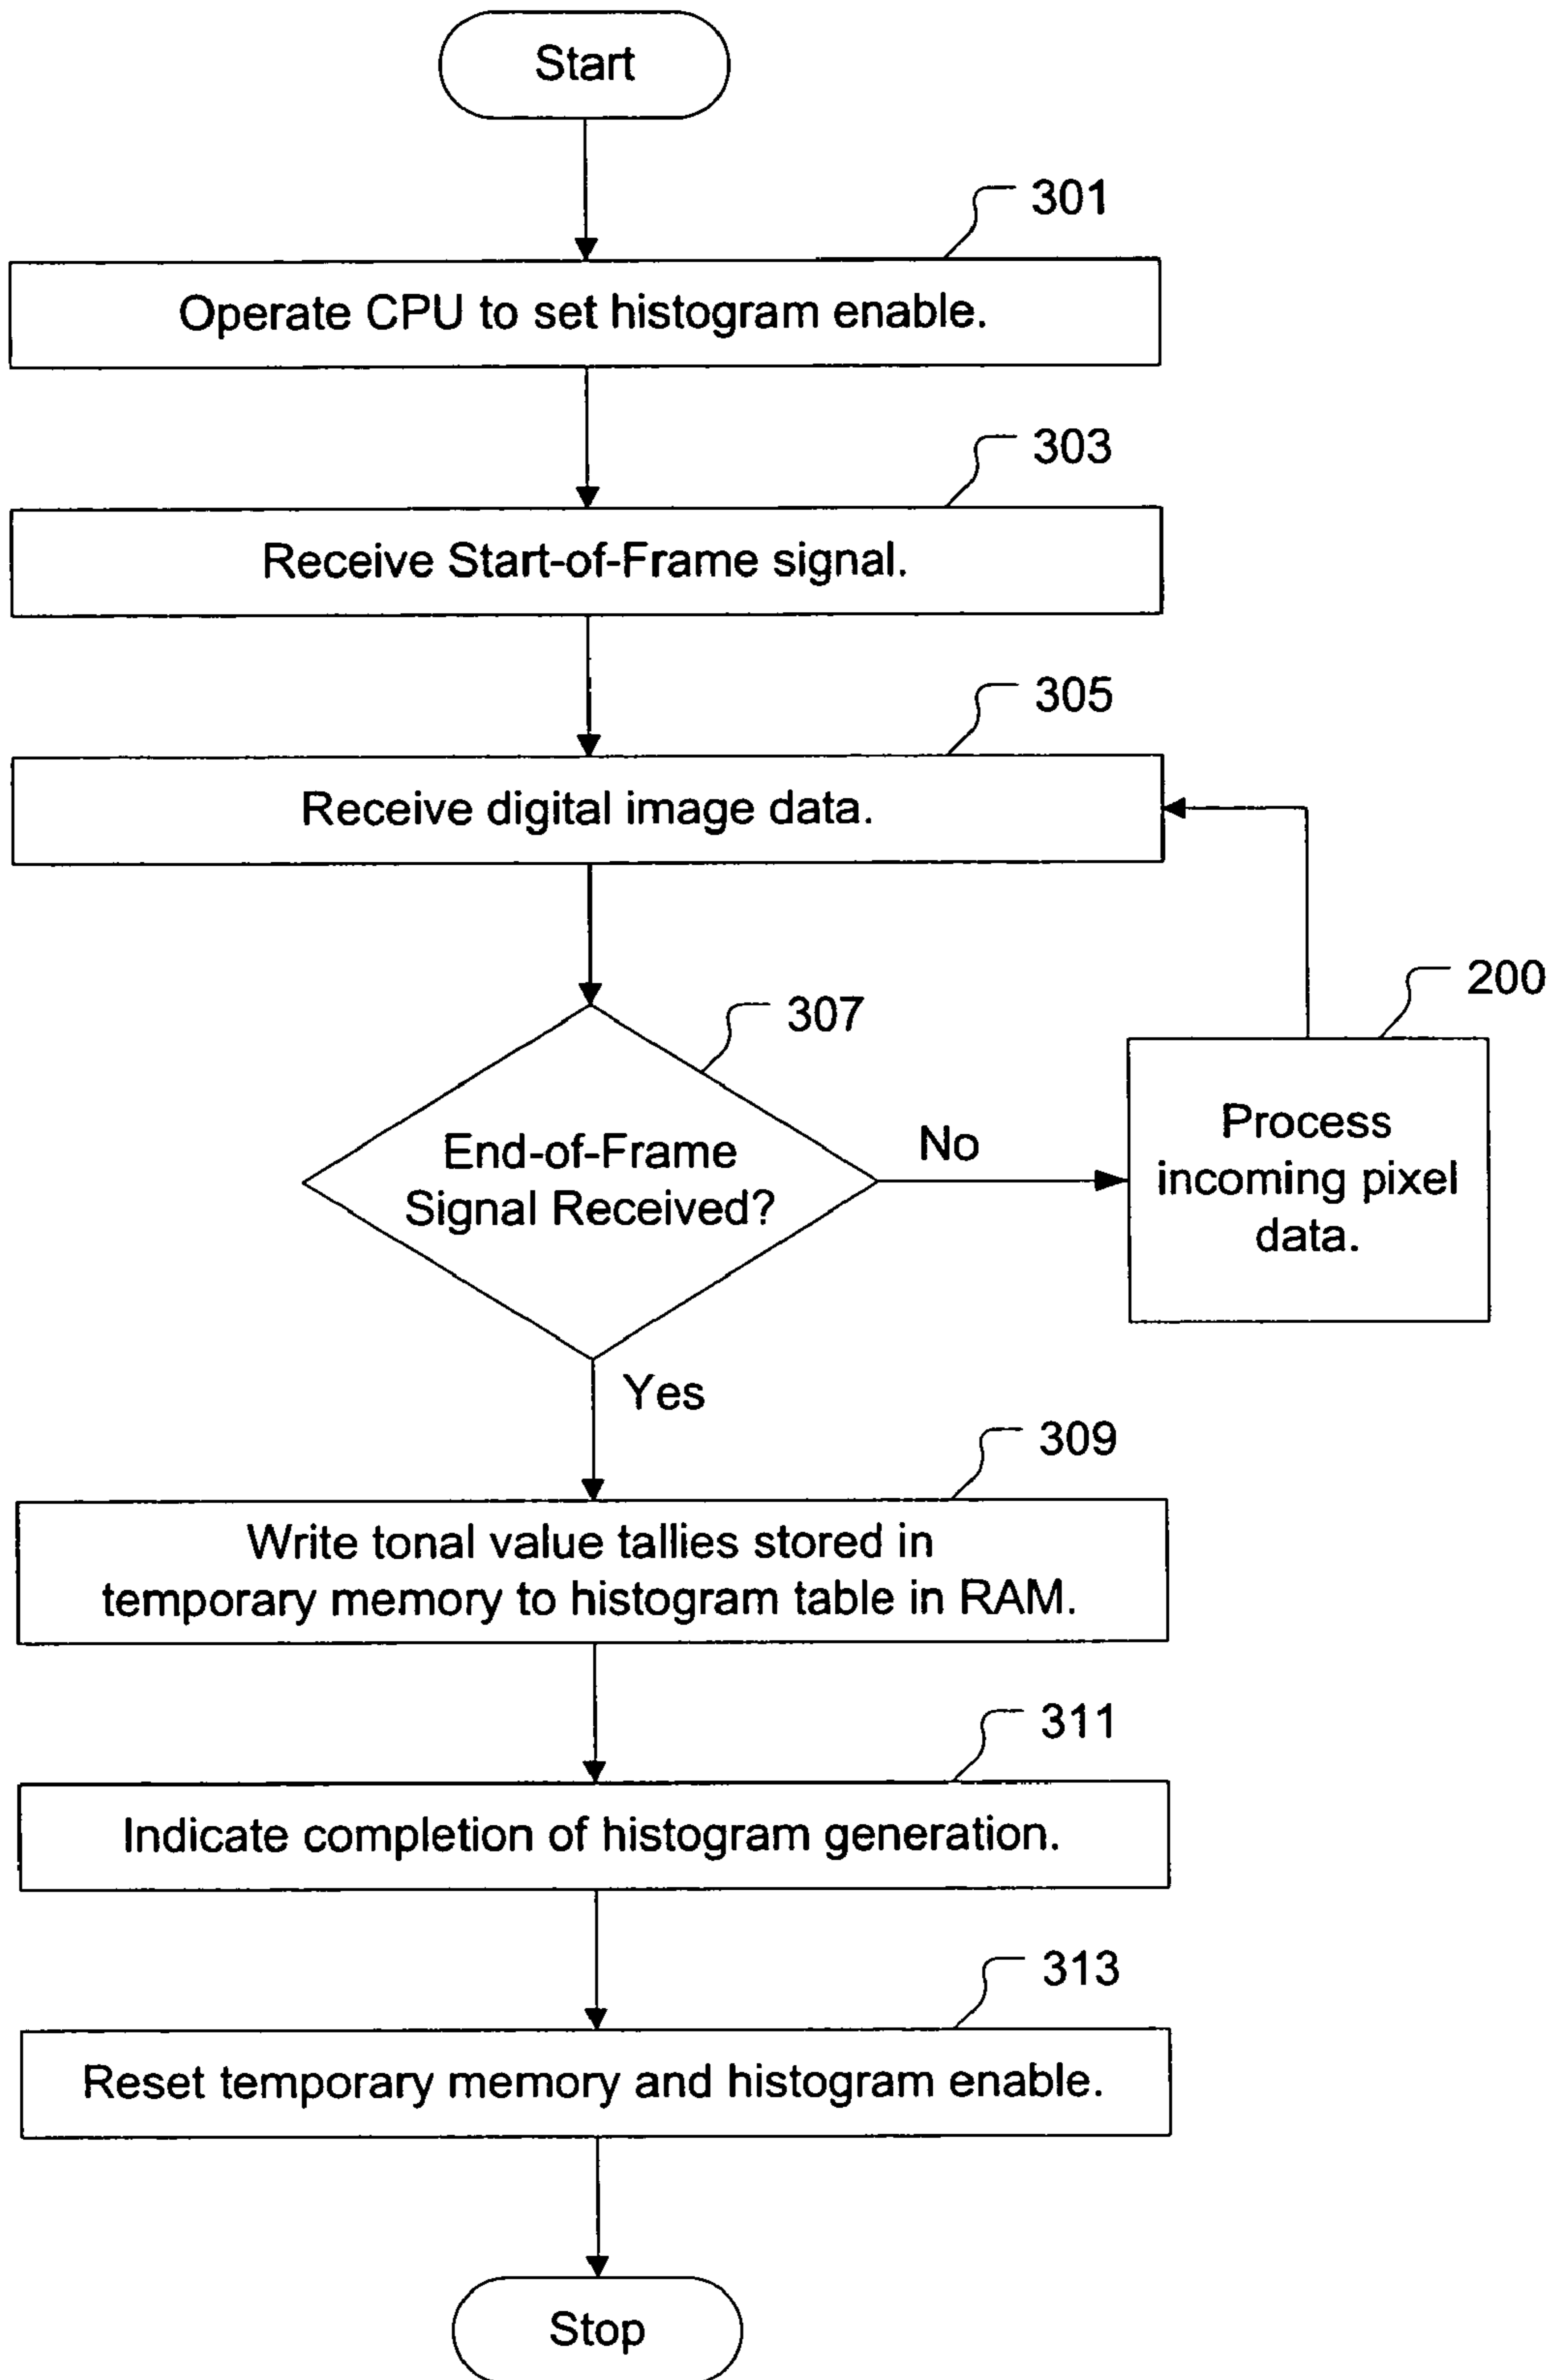 Start
301
Operate CPU to set histogram enable.
303
Receive Start-of-Frame signal.
305
Receive digital image data.
307
End-of-Frame
Signal Received?
No
200
Process
incoming pixel
data.
Yes
309
Write tonal value tallies stored in
temporary memory to histogram table in RAM.
311
Indicate completion of histogram generation.
313
Reset temporary memory and histogram enable.
Stop